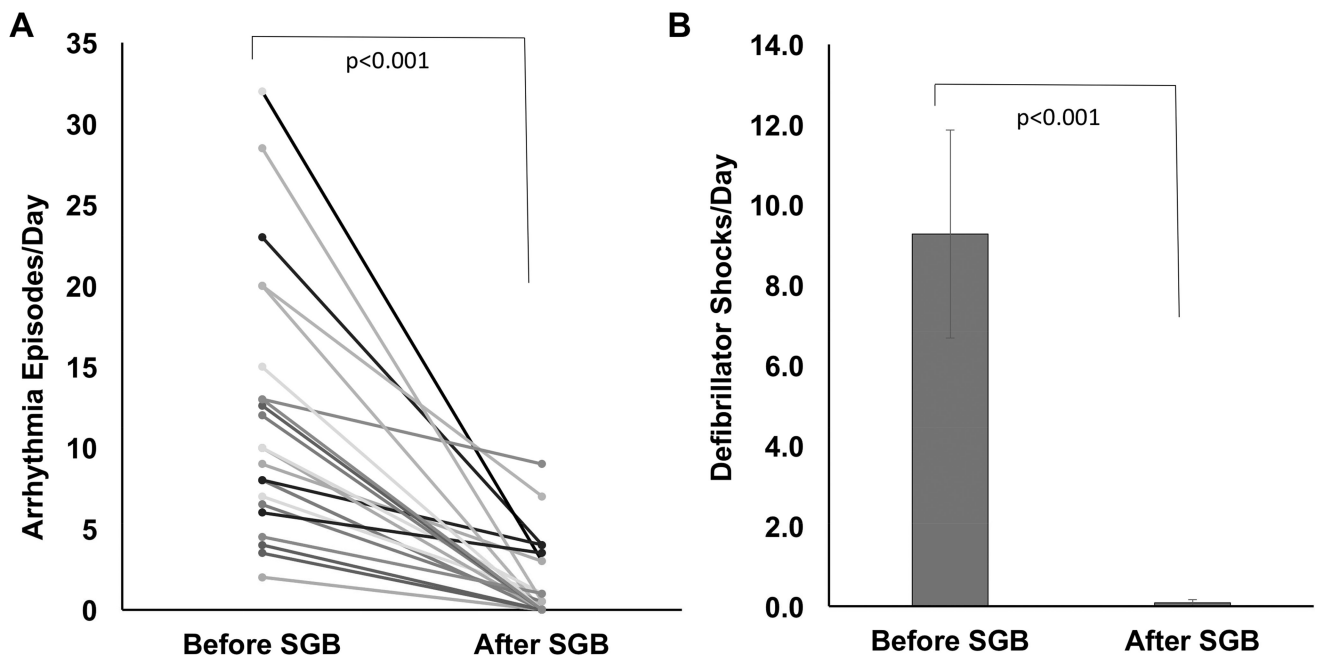 A
Arrhythmia Episodes/Day
35
30
25
20
15
10
5
0
p<0.001
Before SGB
After SGB
B
Defibrillator Shocks/Day
14.0
12.0
10.0
8.0
6.0
4.0
2.0
0.0
p<0.001
Before SGB
After SGB